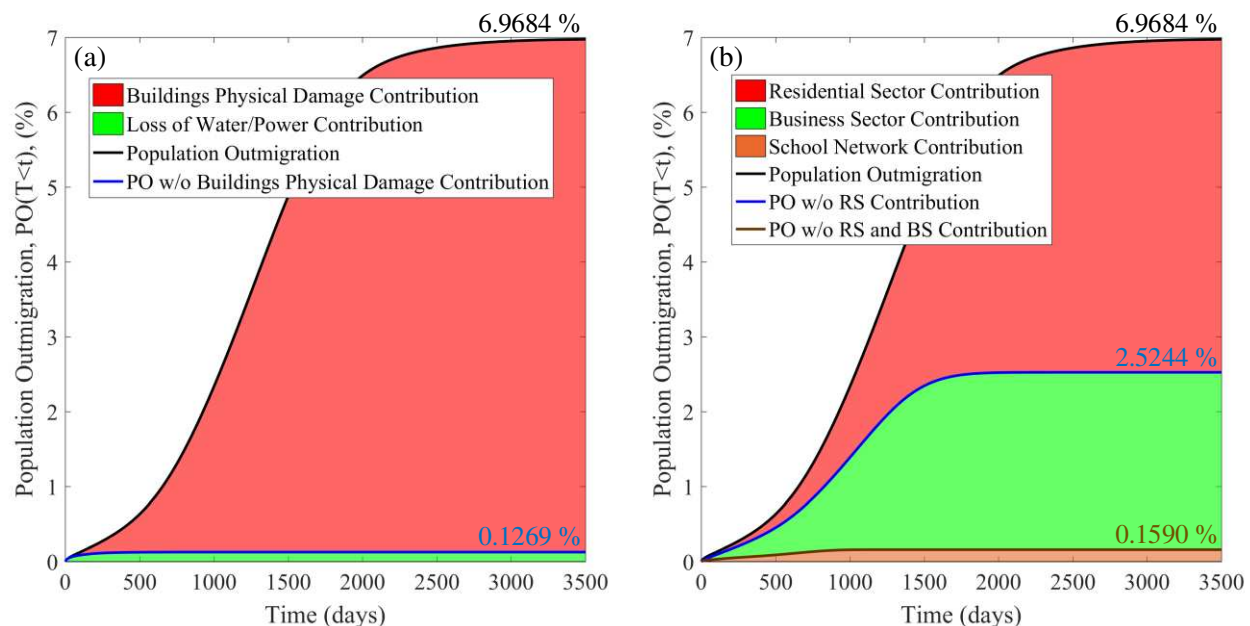 6.9684 %
(a)
Buildings Physical Damage Contribution
Loss of Water/Power Contribution
Population Outmigration
PO w/o Buildings Physical Damage Contribution
0.1269 %
Population Outmigration, PO(T<t), (%)
7
6
5
4
3
2
1
0
0 500 1000 1500 2000 2500 3000 3500
Time (days)
6.9684 %
(b)
Residential Sector Contribution
Business Sector Contribution
School Network Contribution
Population Outmigration
PO w/o RS Contribution
PO w/o RS and BS Contribution
2.5244 %
0.1590 %
Population Outmigration, PO(T<t), (%)
7
6
5
4
3
2
1
0
0 500 1000 1500 2000 2500 3000 3500
Time (days)